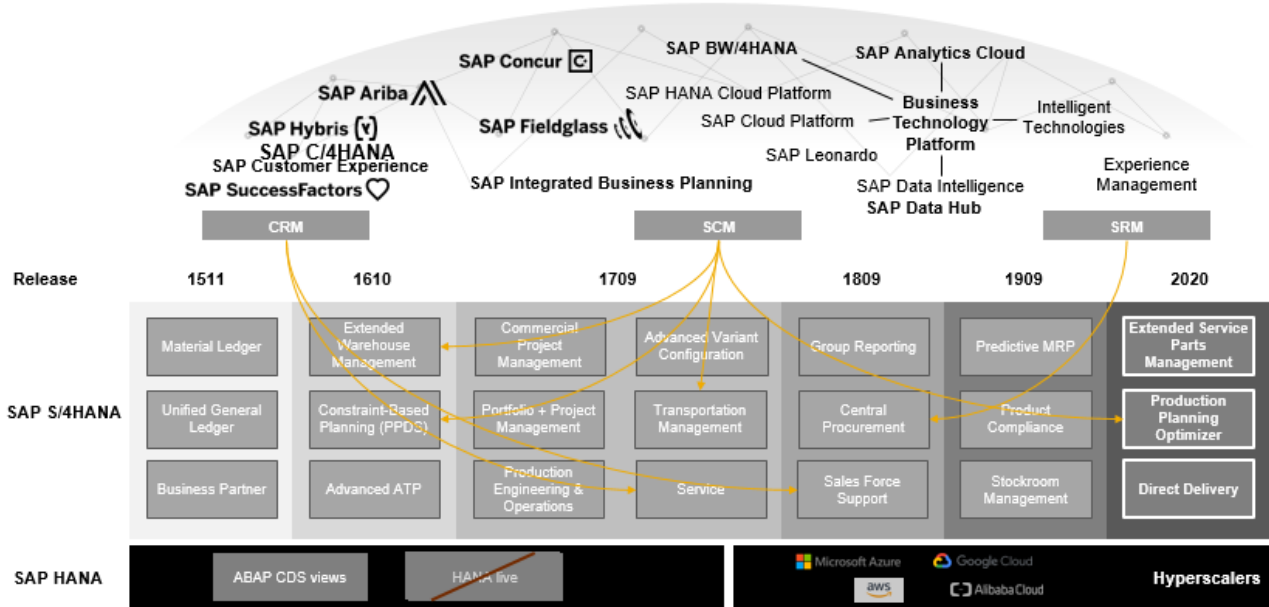 SAP BW/4HANA
SAP Analytics Cloud
SAP Concur
SAP Ariba
SAP HANA Cloud Platform
Business
Technology
Platform
Intelligent
Technologies
SAP Hybris
SAP Fieldglass
SAP Cloud Platform
SAP C/4HANA
SAP Customer Experience
SAP Leonardo
Experience
Management
SAP SuccessFactors
SAP Integrated Business Planning
SAP Data Intelligence
SAP Data Hub
CRM
SCM
SRM
Release
1511
1610
1709
1809
1909
2020
SAP S/4HANA
Material Ledger
Extended
Warehouse
Management
Commercial
Project
Management
Advanced Variant
Configuration
Group Reporting
Predictive MRP
Extended Service
Parts
Management
Unified General
Ledger
Constraint-Based
Planning (PPDS)
Portfolio + Project
Management
Transportation
Management
Central
Procurement
Product
Compliance
Production
Planning
Optimizer
Business Partner
Advanced ATP
Production
Engineering &
Operations
Service
Sales Force
Support
Stockroom
Management
Direct Delivery
SAP HANA
ABAP CDS views
HANA live
Microsoft Azure
Google Cloud
aws
Alibaba Cloud
Hyperscalers